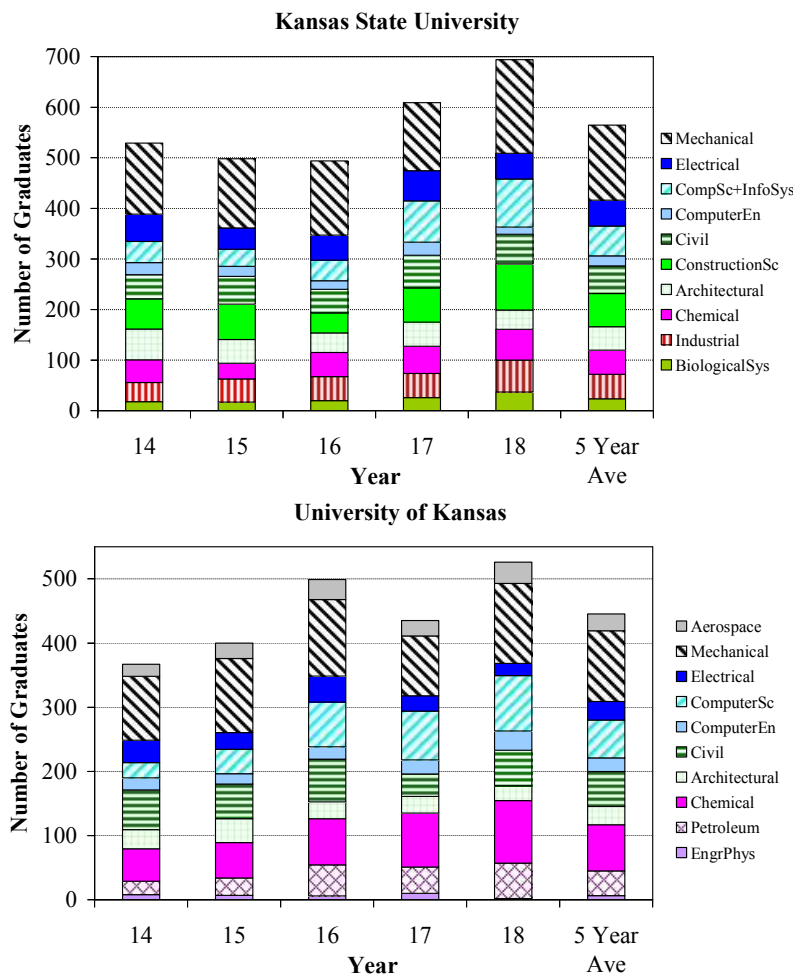 Kansas State University
700
600
500
400
300
200
100
0
Number of Graduates
Mechanical
Electrical
CompSc+InfoSys
ComputerEn
Civil
ConstructionSc
Architectural
Chemical
Industrial
BiologicalSys
14 15 16 17 18 5 Year
Ave
Year
University of Kansas
500
400
300
200
100
0
Number of Graduates
Aerospace
Mechanical
Electrical
ComputerSc
ComputerEn
Civil
Architectural
Chemical
Petroleum
EngrPhys
14 15 16 17 18 5 Year
Ave
Year